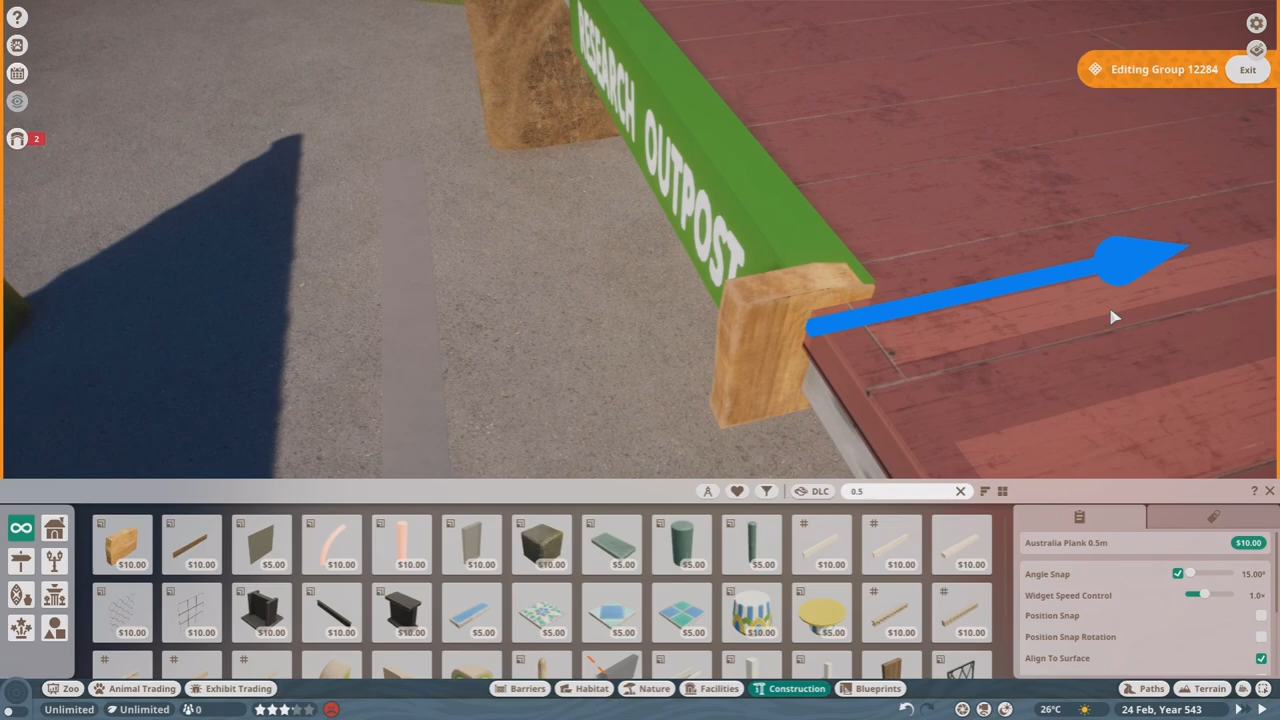 RESEARCH OUTPOST
Editing Group 12284
Exit
2
DLC
0.5
$10.00 $10.00 $5.00 $10.00 $10.00 $10.00 $10.00 $5.00 $5.00 $5.00 $10.00 $10.00 $10.00
$10.00 $10.00 $10.00 $10.00 $10.00 $5.00 $5.00 $5.00 $5.00 $10.00 $5.00 $10.00 $10.00
Australia Plank 0.5m $10.00
Angle Snap 15.00°
Widget Speed Control 1.0×
Position Snap
Position Snap Rotation
Align To Surface
Zoo Animal Trading Exhibit Trading Barriers Habitat Nature Facilities Construction Blueprints Paths Terrain
Unlimited Unlimited 0 26°C 24 Feb, Year 543